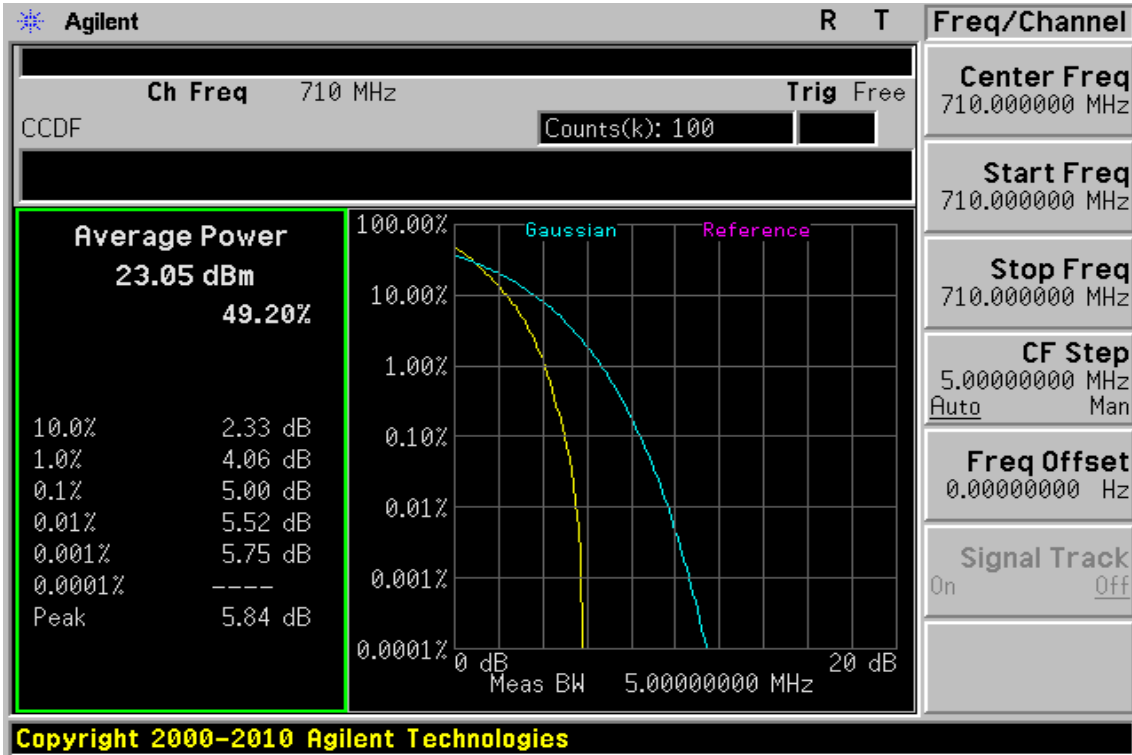 Agilent R T
Ch Freq 710 MHz Trig Free
CCDF Counts(k): 100
Average Power
23.05 dBm
49.20%
10.0% 2.33 dB
1.0% 4.06 dB
0.1% 5.00 dB
0.01% 5.52 dB
0.001% 5.75 dB
0.0001% ----
Peak 5.84 dB
100.00%
Gaussian Reference
10.00%
1.00%
0.10%
0.01%
0.001%
0.0001%
0 dB 20 dB
Meas BW 5.00000000 MHz
Freq/Channel
Center Freq
710.000000 MHz
Start Freq
710.000000 MHz
Stop Freq
710.000000 MHz
CF Step
5.00000000 MHz
Auto Man
Freq Offset
0.00000000 Hz
Signal Track
On Off
Copyright 2000-2010 Agilent Technologies